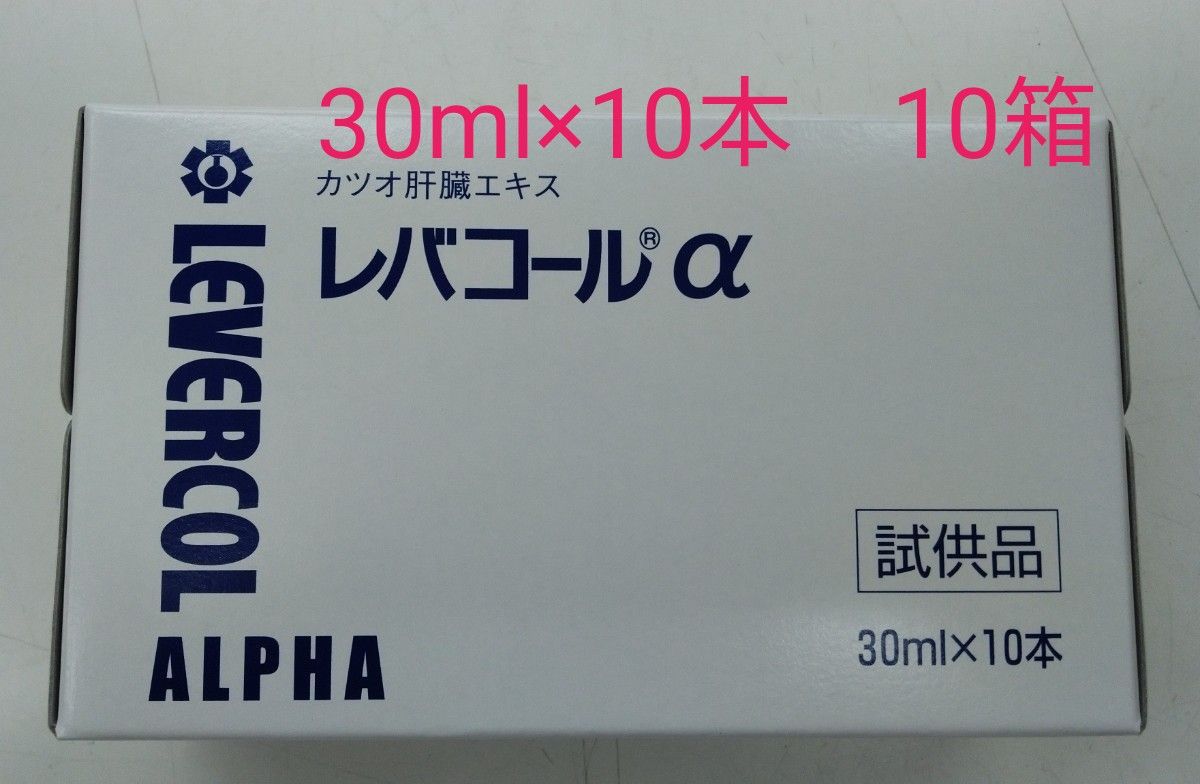 30ml×10本 10箱
カツオ肝臓エキス
レバコール®α
LEVERCOL
ALPHA
試供品
30ml×10本